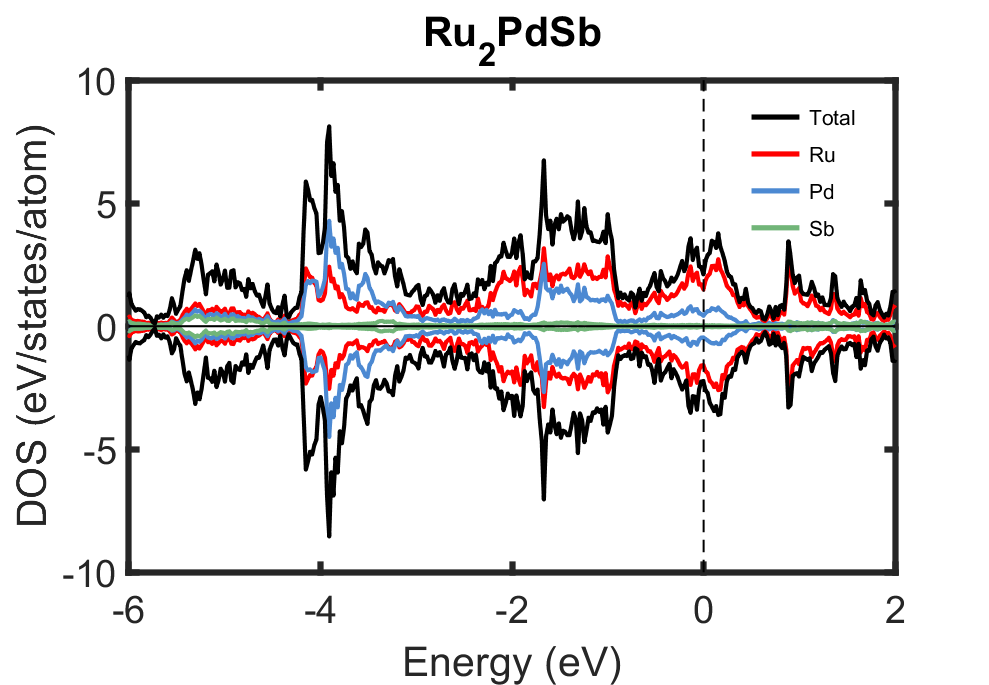 Ru2PdSb
10
5
0
-5
-10
DOS (eV/states/atom)
Total
Ru
Pd
Sb
-6
-4
-2
0
2
Energy (eV)